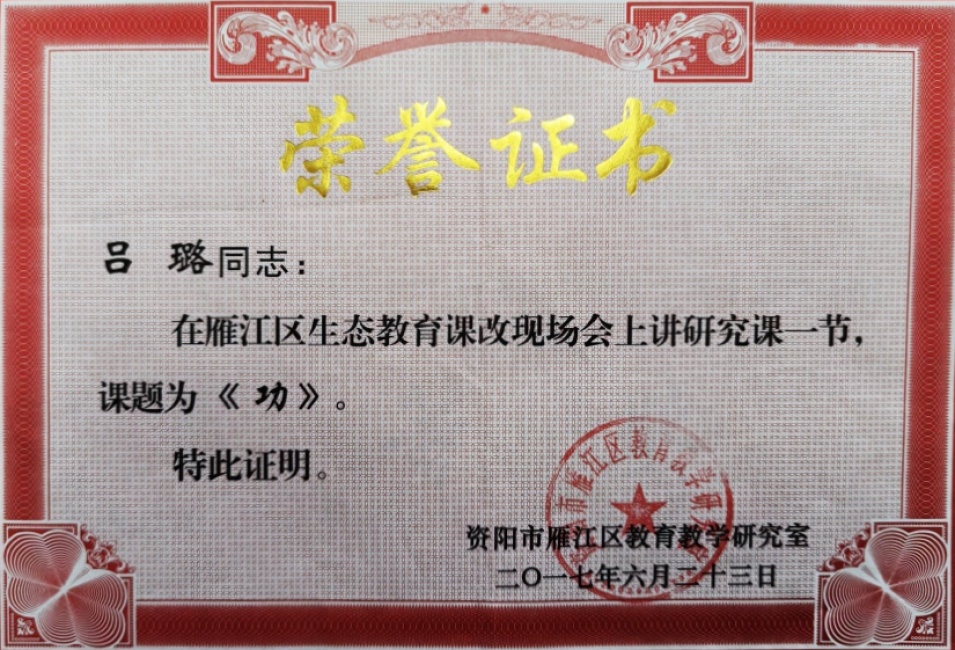 荣誉证书
吕 璐同志：
在雁江区生态教育课改现场会上讲研究课一节，
课题为《功》。
特此证明。
资阳市雁江区教育教学研究室
二〇一七年六月二十三日